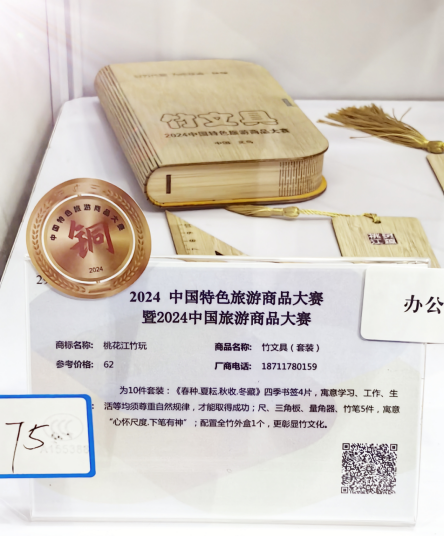 竹文具
2024中国特色旅游商品大赛
中国 义乌
中国特色旅游商品大赛
铜
2024
2024 中国特色旅游商品大赛
暨2024中国旅游商品大赛
商标名称: 桃花江竹玩 商品名称: 竹文具（套装）
参考价格: 62 厂商电话: 18711780159
为10件套装：《春种.夏耘.秋收.冬藏》四季书签4片，寓意学习、工作、生
活等均须尊重自然规律，才能取得成功；尺、三角板、量角器、竹笔5件，寓意
“心怀尺度.下笔有神”；配置全竹外盒1个，更彰显竹文化。
办公
75